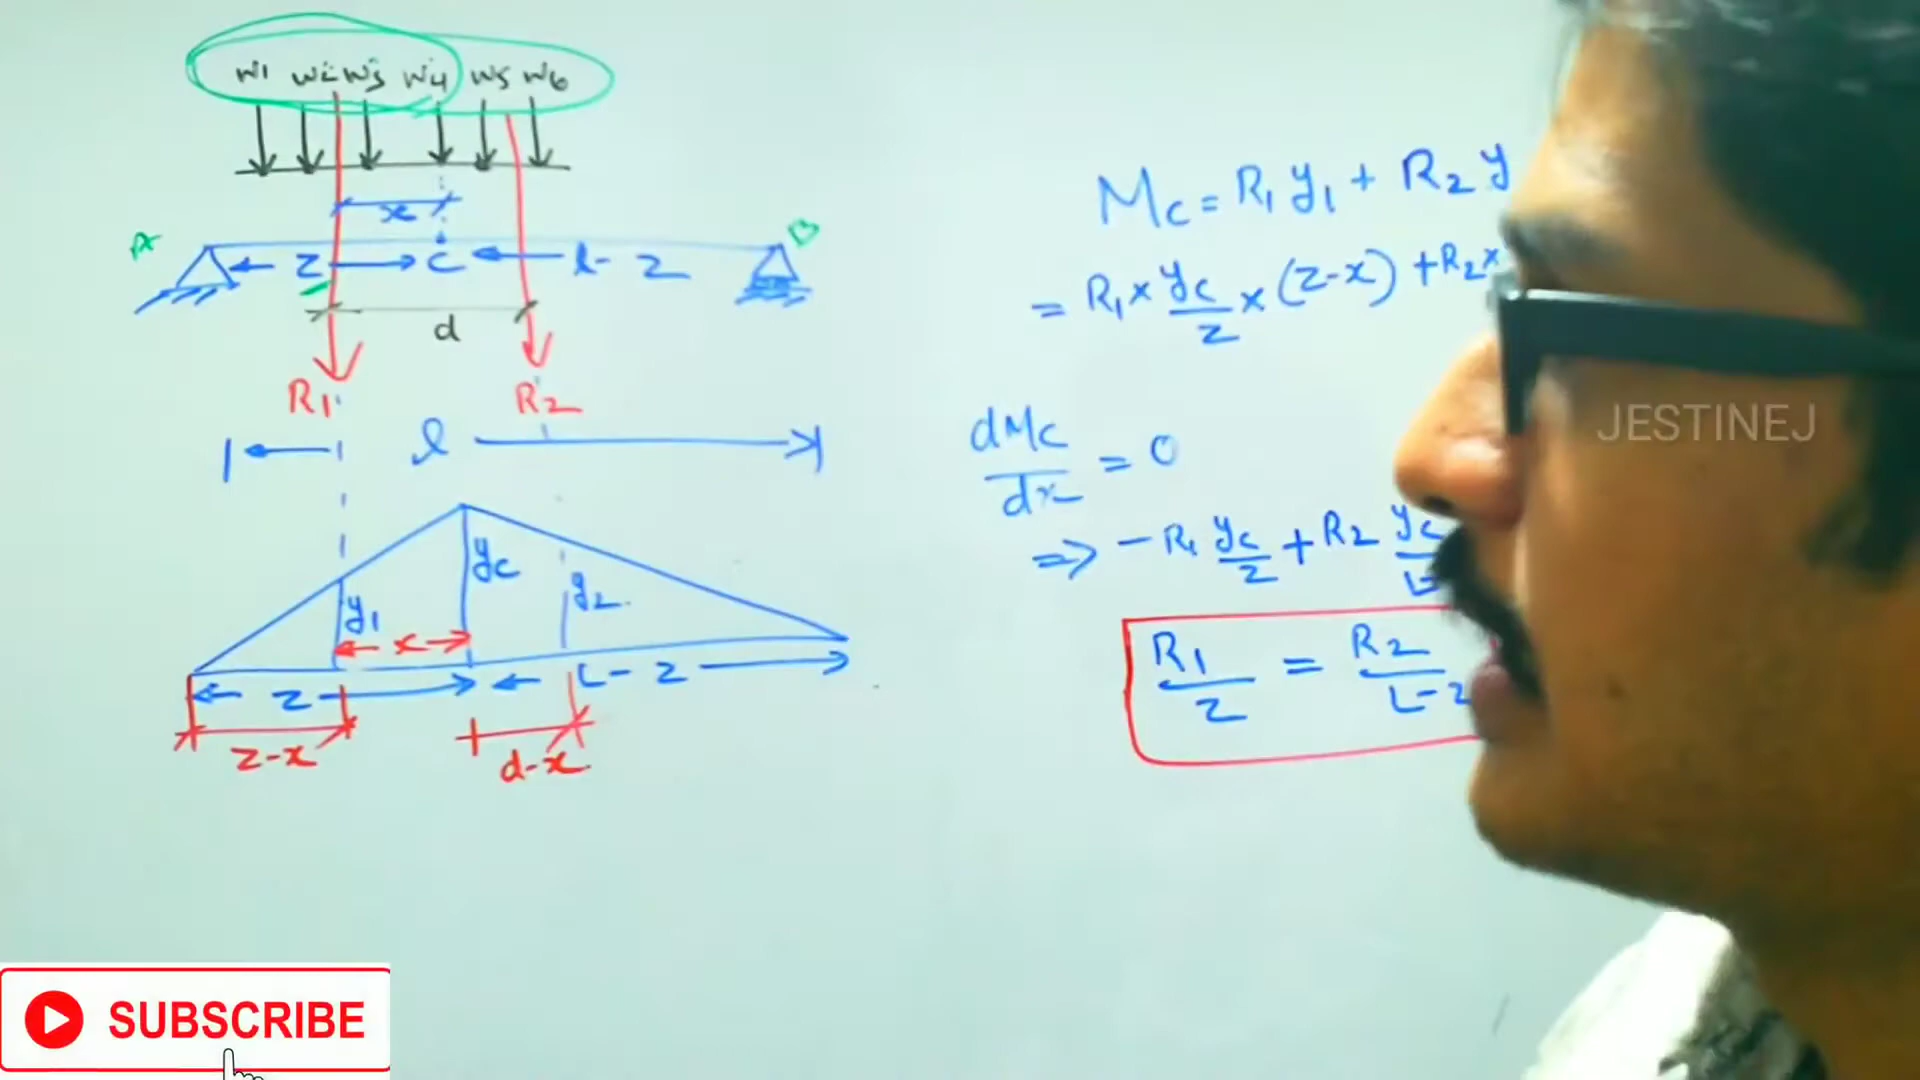 W1 W2 W3 W4 W5 W6
x
A B
z C l-z
d
R1 R2
l
yc
y1 y2
x
z L-z
z-x d-x
Mc = R1 y1 + R2 y
= R1 x yc/z x (z-x) + R2 x
dMc/dx = 0
=> - R1 yc/z + R2 yc/L
R1/z = R2/L-z
JESTINEJ
SUBSCRIBE